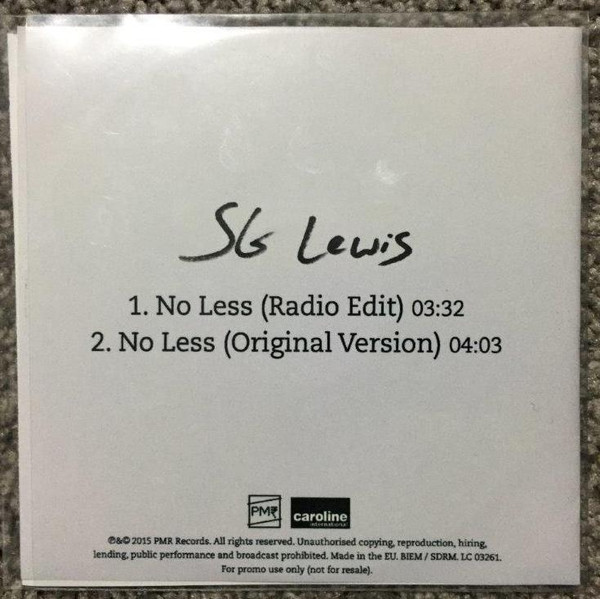 SG Lewis
1. No Less (Radio Edit) 03:32
2. No Less (Original Version) 04:03
PMR
caroline
international
℗&© 2015 PMR Records. All rights reserved. Unauthorised copying, reproduction, hiring,
lending, public performance and broadcast prohibited. Made in the EU. BIEM / SDRM. LC 03261.
For promo use only (not for resale).